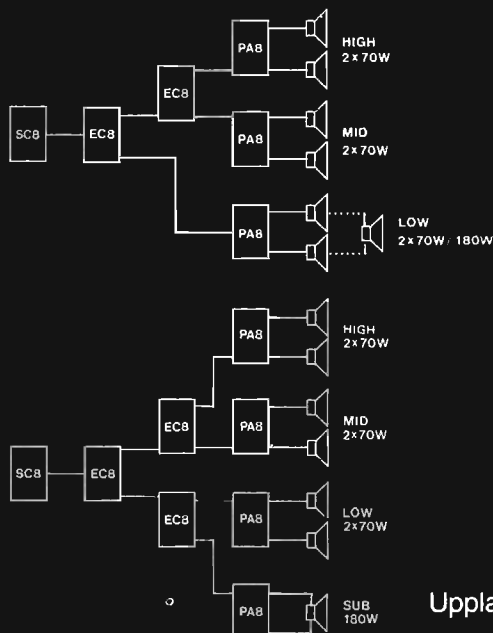 PA8
HIGH
2×70W
EC8
SC8
EC8
PA8
MID
2×70W
PA8
LOW
2×70W/180W
PA8
HIGH
2×70W
EC8
PA8
MID
2×70W
SC8
EC8
EC8
PA8
LOW
2×70W
PA8
SUB
180W
Uppla